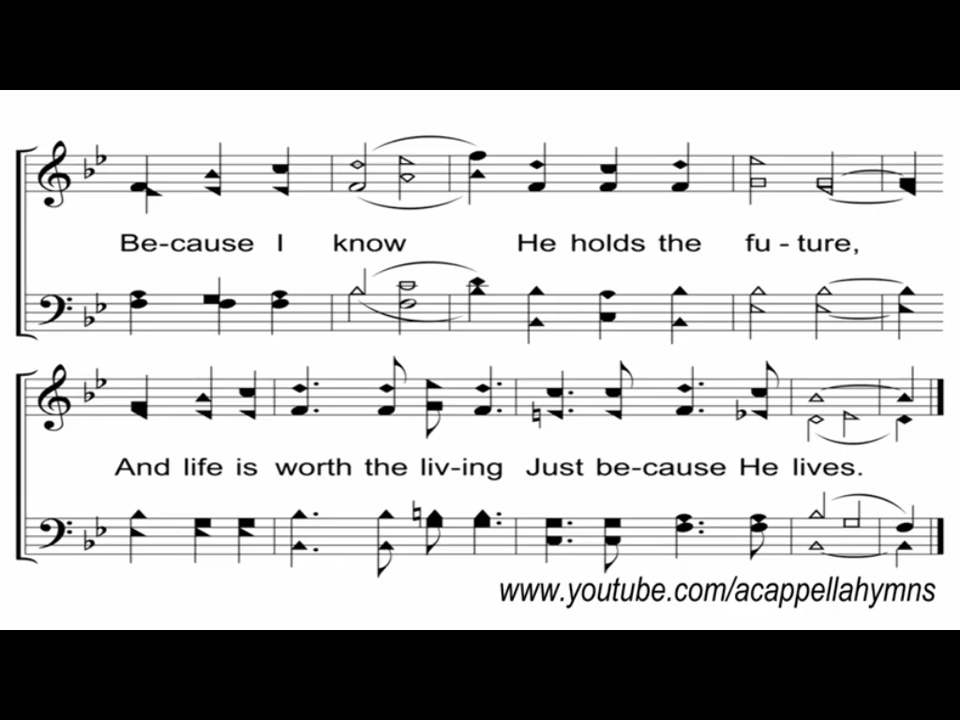 Be-cause I know He holds the fu - ture,
And life is worth the liv-ing Just be-cause He lives.
www.youtube.com/acappellahymns